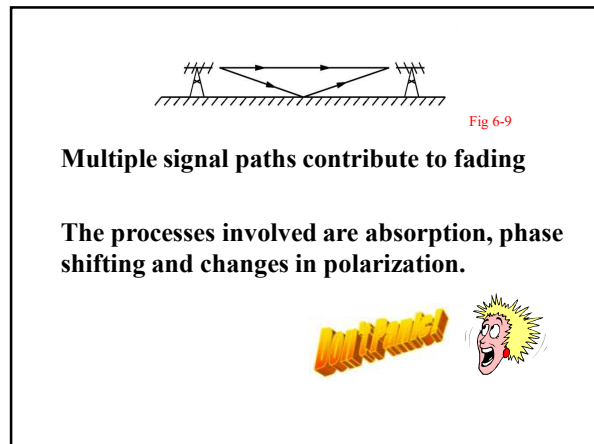 Fig 6-9
Multiple signal paths contribute to fading
The processes involved are absorption, phase
shifting and changes in polarization.
Don't Panic!